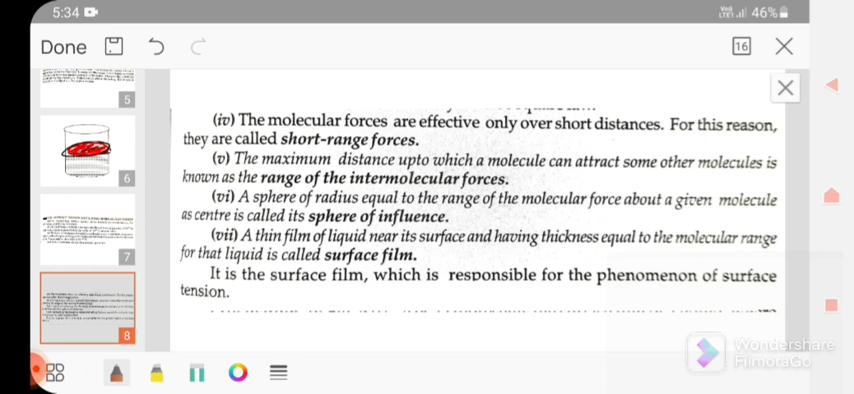 5:34
46%
Done
16
5
(iv) The molecular forces are effective only over short distances. For this reason,
they are called short-range forces.
(v) The maximum distance upto which a molecule can attract some other molecules is
known as the range of the intermolecular forces.
6
(vi) A sphere of radius equal to the range of the molecular force about a given molecule
as centre is called its sphere of influence.
(vii) A thin film of liquid near its surface and having thickness equal to the molecular range
for that liquid is called surface film.
7
It is the surface film, which is responsible for the phenomenon of surface
tension.
8
Wondershare
FilmoraGo